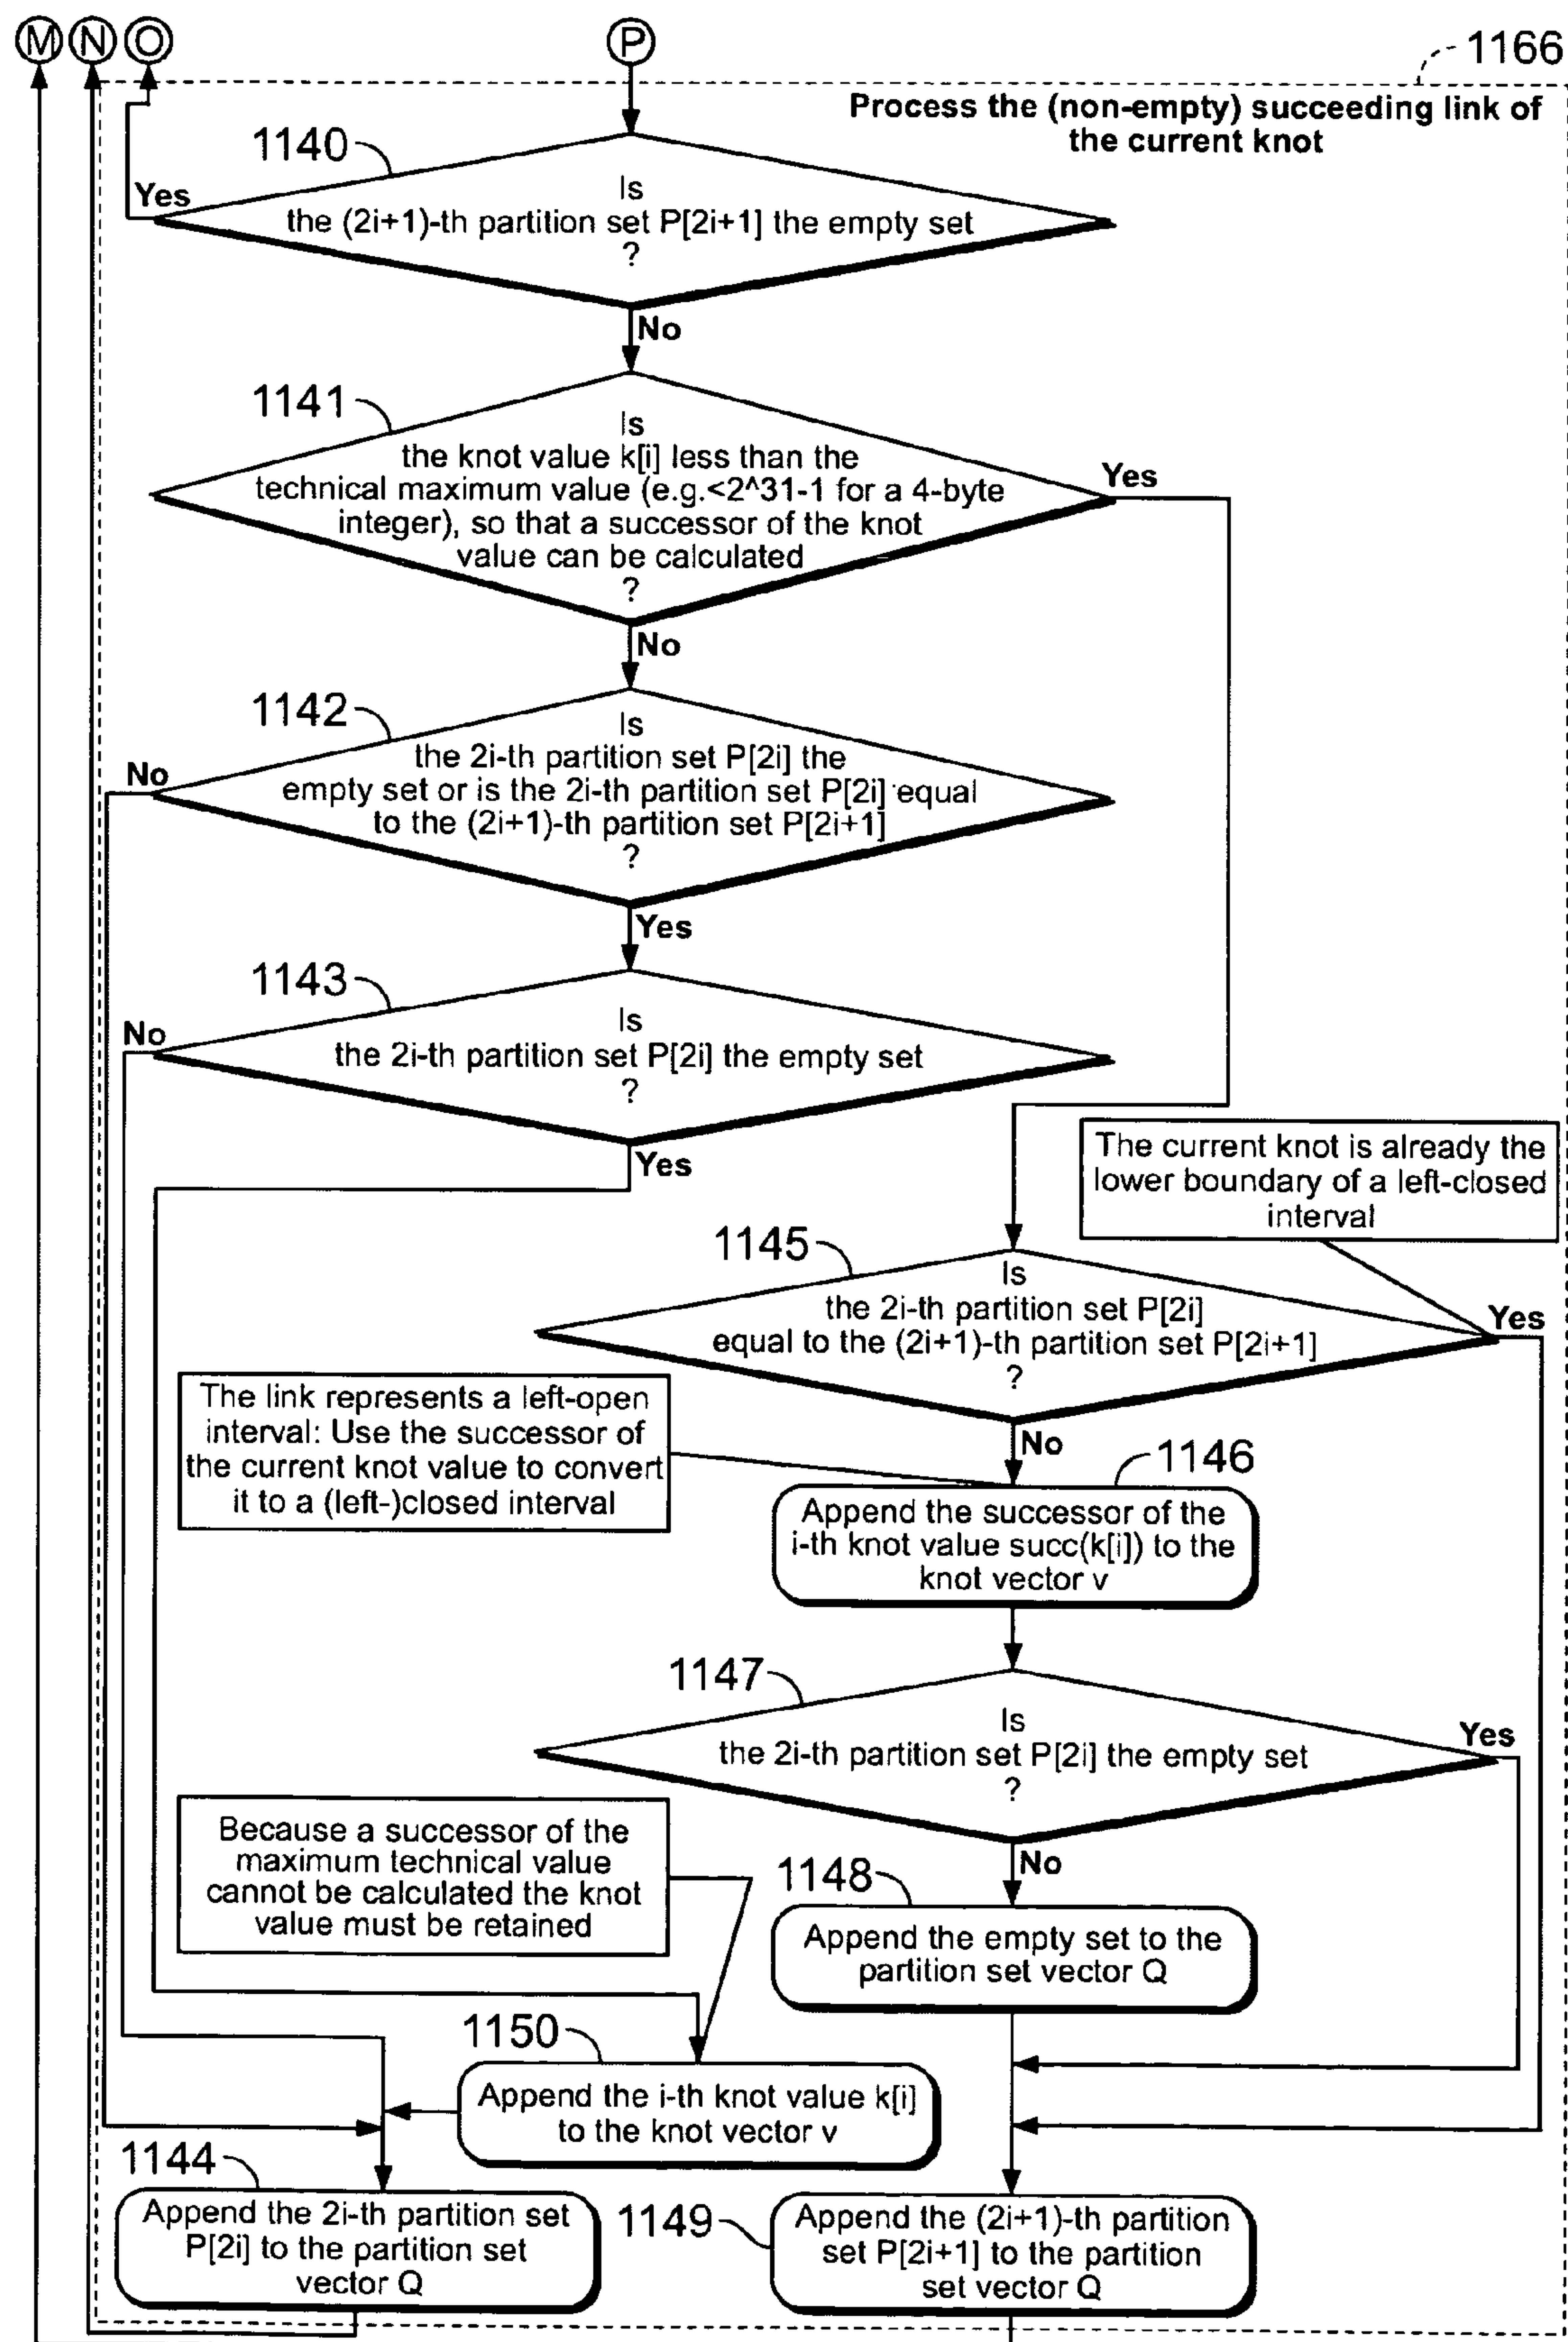 M N O P
1166
Process the (non-empty) succeeding link of
the current knot
1140
Yes
Is
the (2i+1)-th partition set P[2i+1] the empty set
?
No
1141
Is
the knot value k[i] less than the
technical maximum value (e.g.<2^31-1 for a 4-byte
integer), so that a successor of the knot
value can be calculated
?
Yes
No
1142
Is
the 2i-th partition set P[2i] the
empty set or is the 2i-th partition set P[2i] equal
to the (2i+1)-th partition set P[2i+1]
?
No
Yes
1143
No
Is
the 2i-th partition set P[2i] the empty set
?
Yes
The current knot is already the
lower boundary of a left-closed
interval
1145
Is
the 2i-th partition set P[2i]
equal to the (2i+1)-th partition set P[2i+1]
?
Yes
No
The link represents a left-open
interval: Use the successor of
the current knot value to convert
it to a (left-)closed interval
1146
Append the successor of the
i-th knot value succ(k[i]) to the
knot vector v
1147
Is
the 2i-th partition set P[2i] the empty set
?
Yes
No
Because a successor of the
maximum technical value
cannot be calculated the knot
value must be retained
1148
Append the empty set to the
partition set vector Q
1150
Append the i-th knot value k[i]
to the knot vector v
1144
Append the 2i-th partition set
P[2i] to the partition set
vector Q
1149
Append the (2i+1)-th partition
set P[2i+1] to the partition
set vector Q